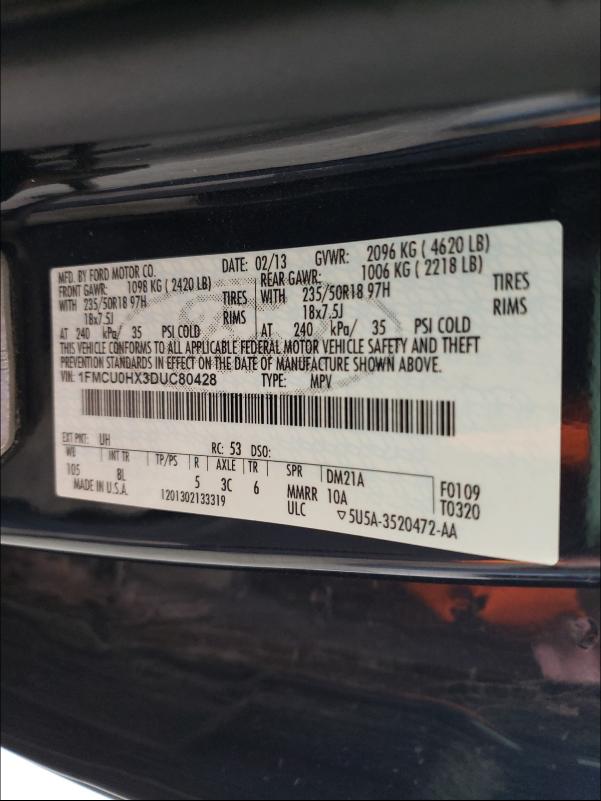 MFD. BY FORD MOTOR CO. DATE: 02/13 GVWR: 2096 KG ( 4620 LB)
FRONT GAWR: 1098 KG ( 2420 LB) REAR GAWR: 1006 KG ( 2218 LB)
WITH 235/50R18 97H TIRES WITH 235/50R18 97H TIRES
18x7.5J RIMS 18x7.5J RIMS
AT 240 kPa/ 35 PSI COLD AT 240 kPa/ 35 PSI COLD
THIS VEHICLE CONFORMS TO ALL APPLICABLE FEDERAL MOTOR VEHICLE SAFETY AND THEFT
PREVENTION STANDARDS IN EFFECT ON THE DATE OF MANUFACTURE SHOWN ABOVE.
VIN: 1FMCU0HX3DUC80428 TYPE: MPV
EXT PNT: UH RC: 53 DSO:
WB INT TR TP/PS R AXLE TR SPR DM21A F0109
105 BL 5 3C 6 MMRR 10A T0320
MADE IN U.S.A. 1201302133319 ULC ▽5U5A-3520472-AA